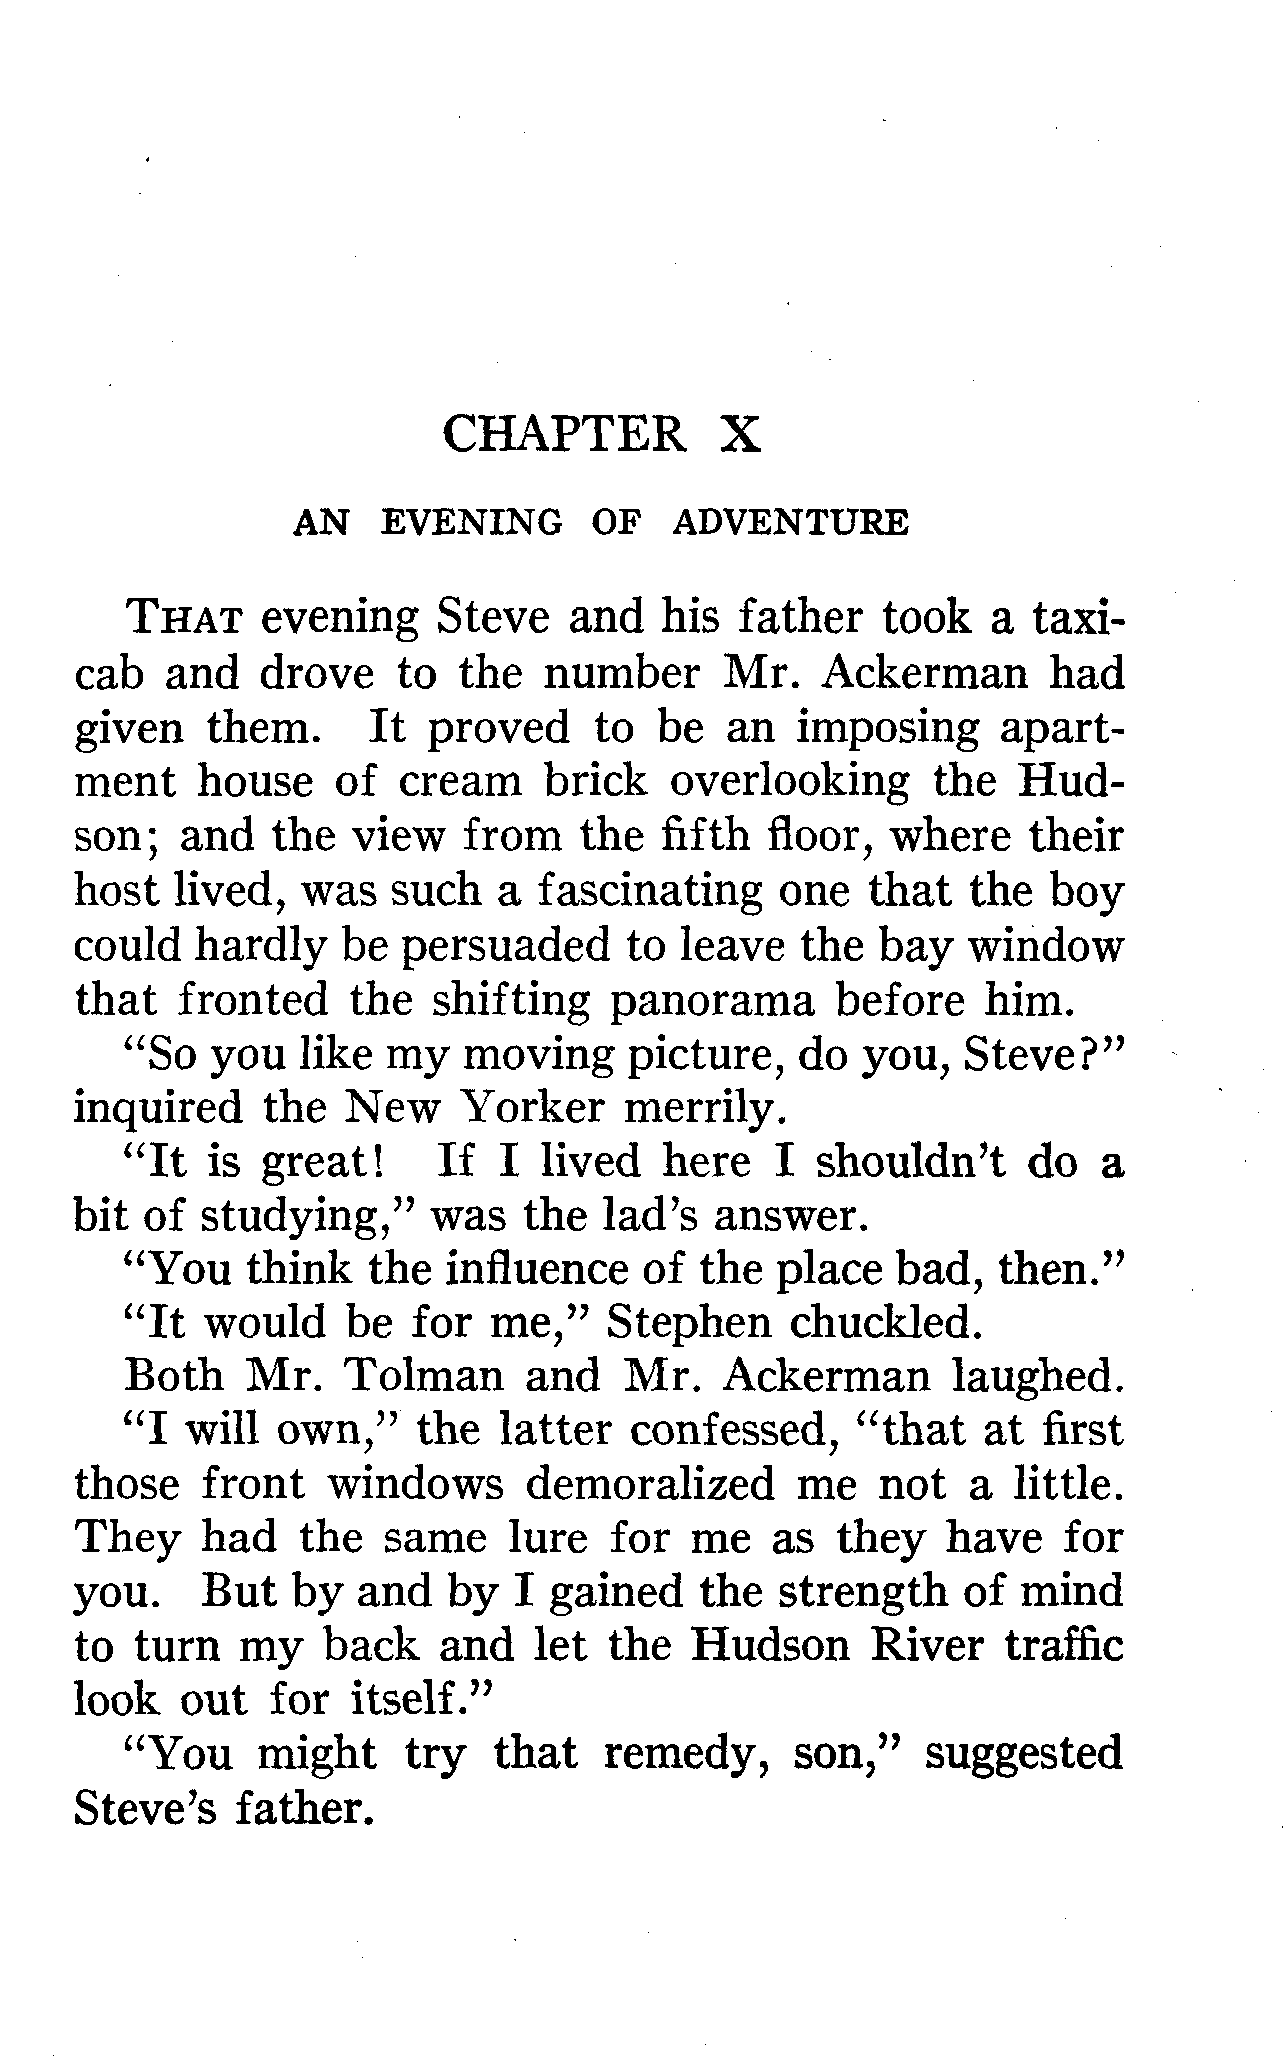 CHAPTER X
AN EVENING OF ADVENTURE
THAT evening Steve and his father took a taxi-
cab and drove to the number Mr. Ackerman had
given them. It proved to be an imposing apart-
ment house of cream brick overlooking the Hud-
son; and the view from the fifth floor, where their
host lived, was such a fascinating one that the boy
could hardly be persuaded to leave the bay window
that fronted the shifting panorama before him.
“So you like my moving picture, do you, Steve?”
inquired the New Yorker merrily.
“It is great! If I lived here I shouldn’t do a
bit of studying,” was the lad’s answer.
“You think the influence of the place bad, then.”
“It would be for me,” Stephen chuckled.
Both Mr. Tolman and Mr. Ackerman laughed.
“I will own,” the latter confessed, “that at first
those front windows demoralized me not a little.
They had the same lure for me as they have for
you. But by and by I gained the strength of mind
to turn my back and let the Hudson River traffic
look out for itself.”
“You might try that remedy, son,” suggested
Steve’s father.